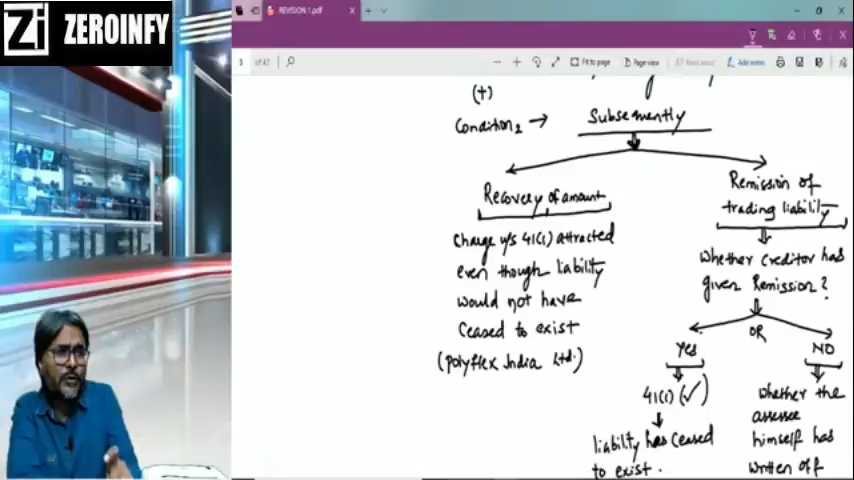 Zi ZEROINFY
REVISION 1.pdf
of 47
Fit to page
Page view
Add notes
(+)
Condition₂ → Subsequently
Recovery of amount
Charge u/s 41(1) attracted
even though liability
would not have
ceased to exist
(Polyflex India Ltd.)
Remission of
trading liability
Whether creditor has
given Remission?
OR
Yes
41(1) (✓)
liability has ceased
to exist.
NO
Whether the
assessee
himself has
written off